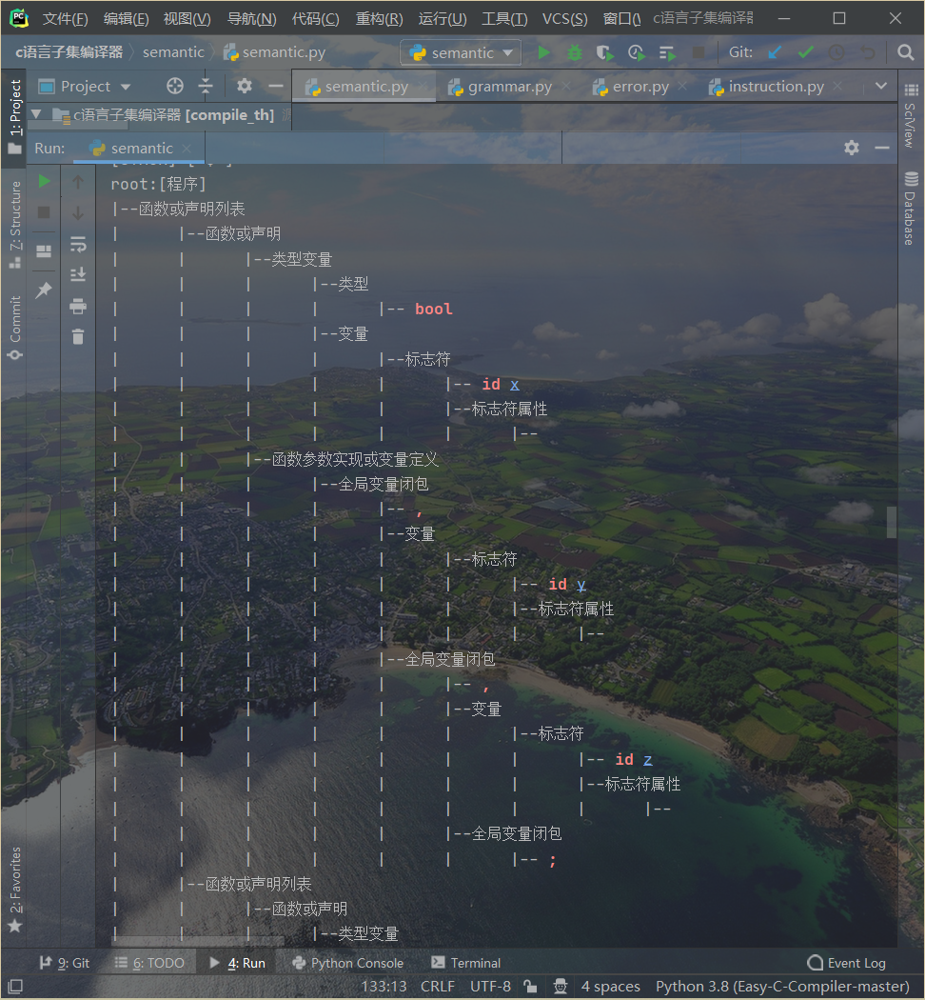 文件(F) 编辑(E) 视图(V) 导航(N) 代码(C) 重构(R) 运行(U) 工具(T) VCS(S) 窗口(\ c语言子集编译器
c语言子集编译器 semantic semantic.py semantic Git:
Project semantic.py grammar.py error.py instruction.py
c语言子集编译器 [compile_th]
Run: semantic
root:[程序]
|--函数或声明列表
| |--函数或声明
| | |--类型变量
| | | |--类型
| | | | |-- bool
| | | |--变量
| | | | |--标志符
| | | | | |-- id x
| | | | | |--标志符属性
| | | | | | |--
| | |--函数参数实现或变量定义
| | | |--全局变量闭包
| | | | |-- ,
| | | | |--变量
| | | | | |--标志符
| | | | | | |-- id y
| | | | | |--标志符属性
| | | | | | | |--
| | | | |--全局变量闭包
| | | | | |-- ,
| | | | | |--变量
| | | | | | |--标志符
| | | | | | | |-- id z
| | | | | | | |--标志符属性
| | | | | | | | |--
| | | | | |--全局变量闭包
| | | | | | |-- ;
| |--函数或声明列表
| | |--函数或声明
| | | |--类型变量
1: Project
7: Structure
Commit
2: Favorites
SciView
Database
9: Git 6: TODO 4: Run Python Console Terminal Event Log
133:13 CRLF UTF-8 4 spaces Python 3.8 (Easy-C-Compiler-master)